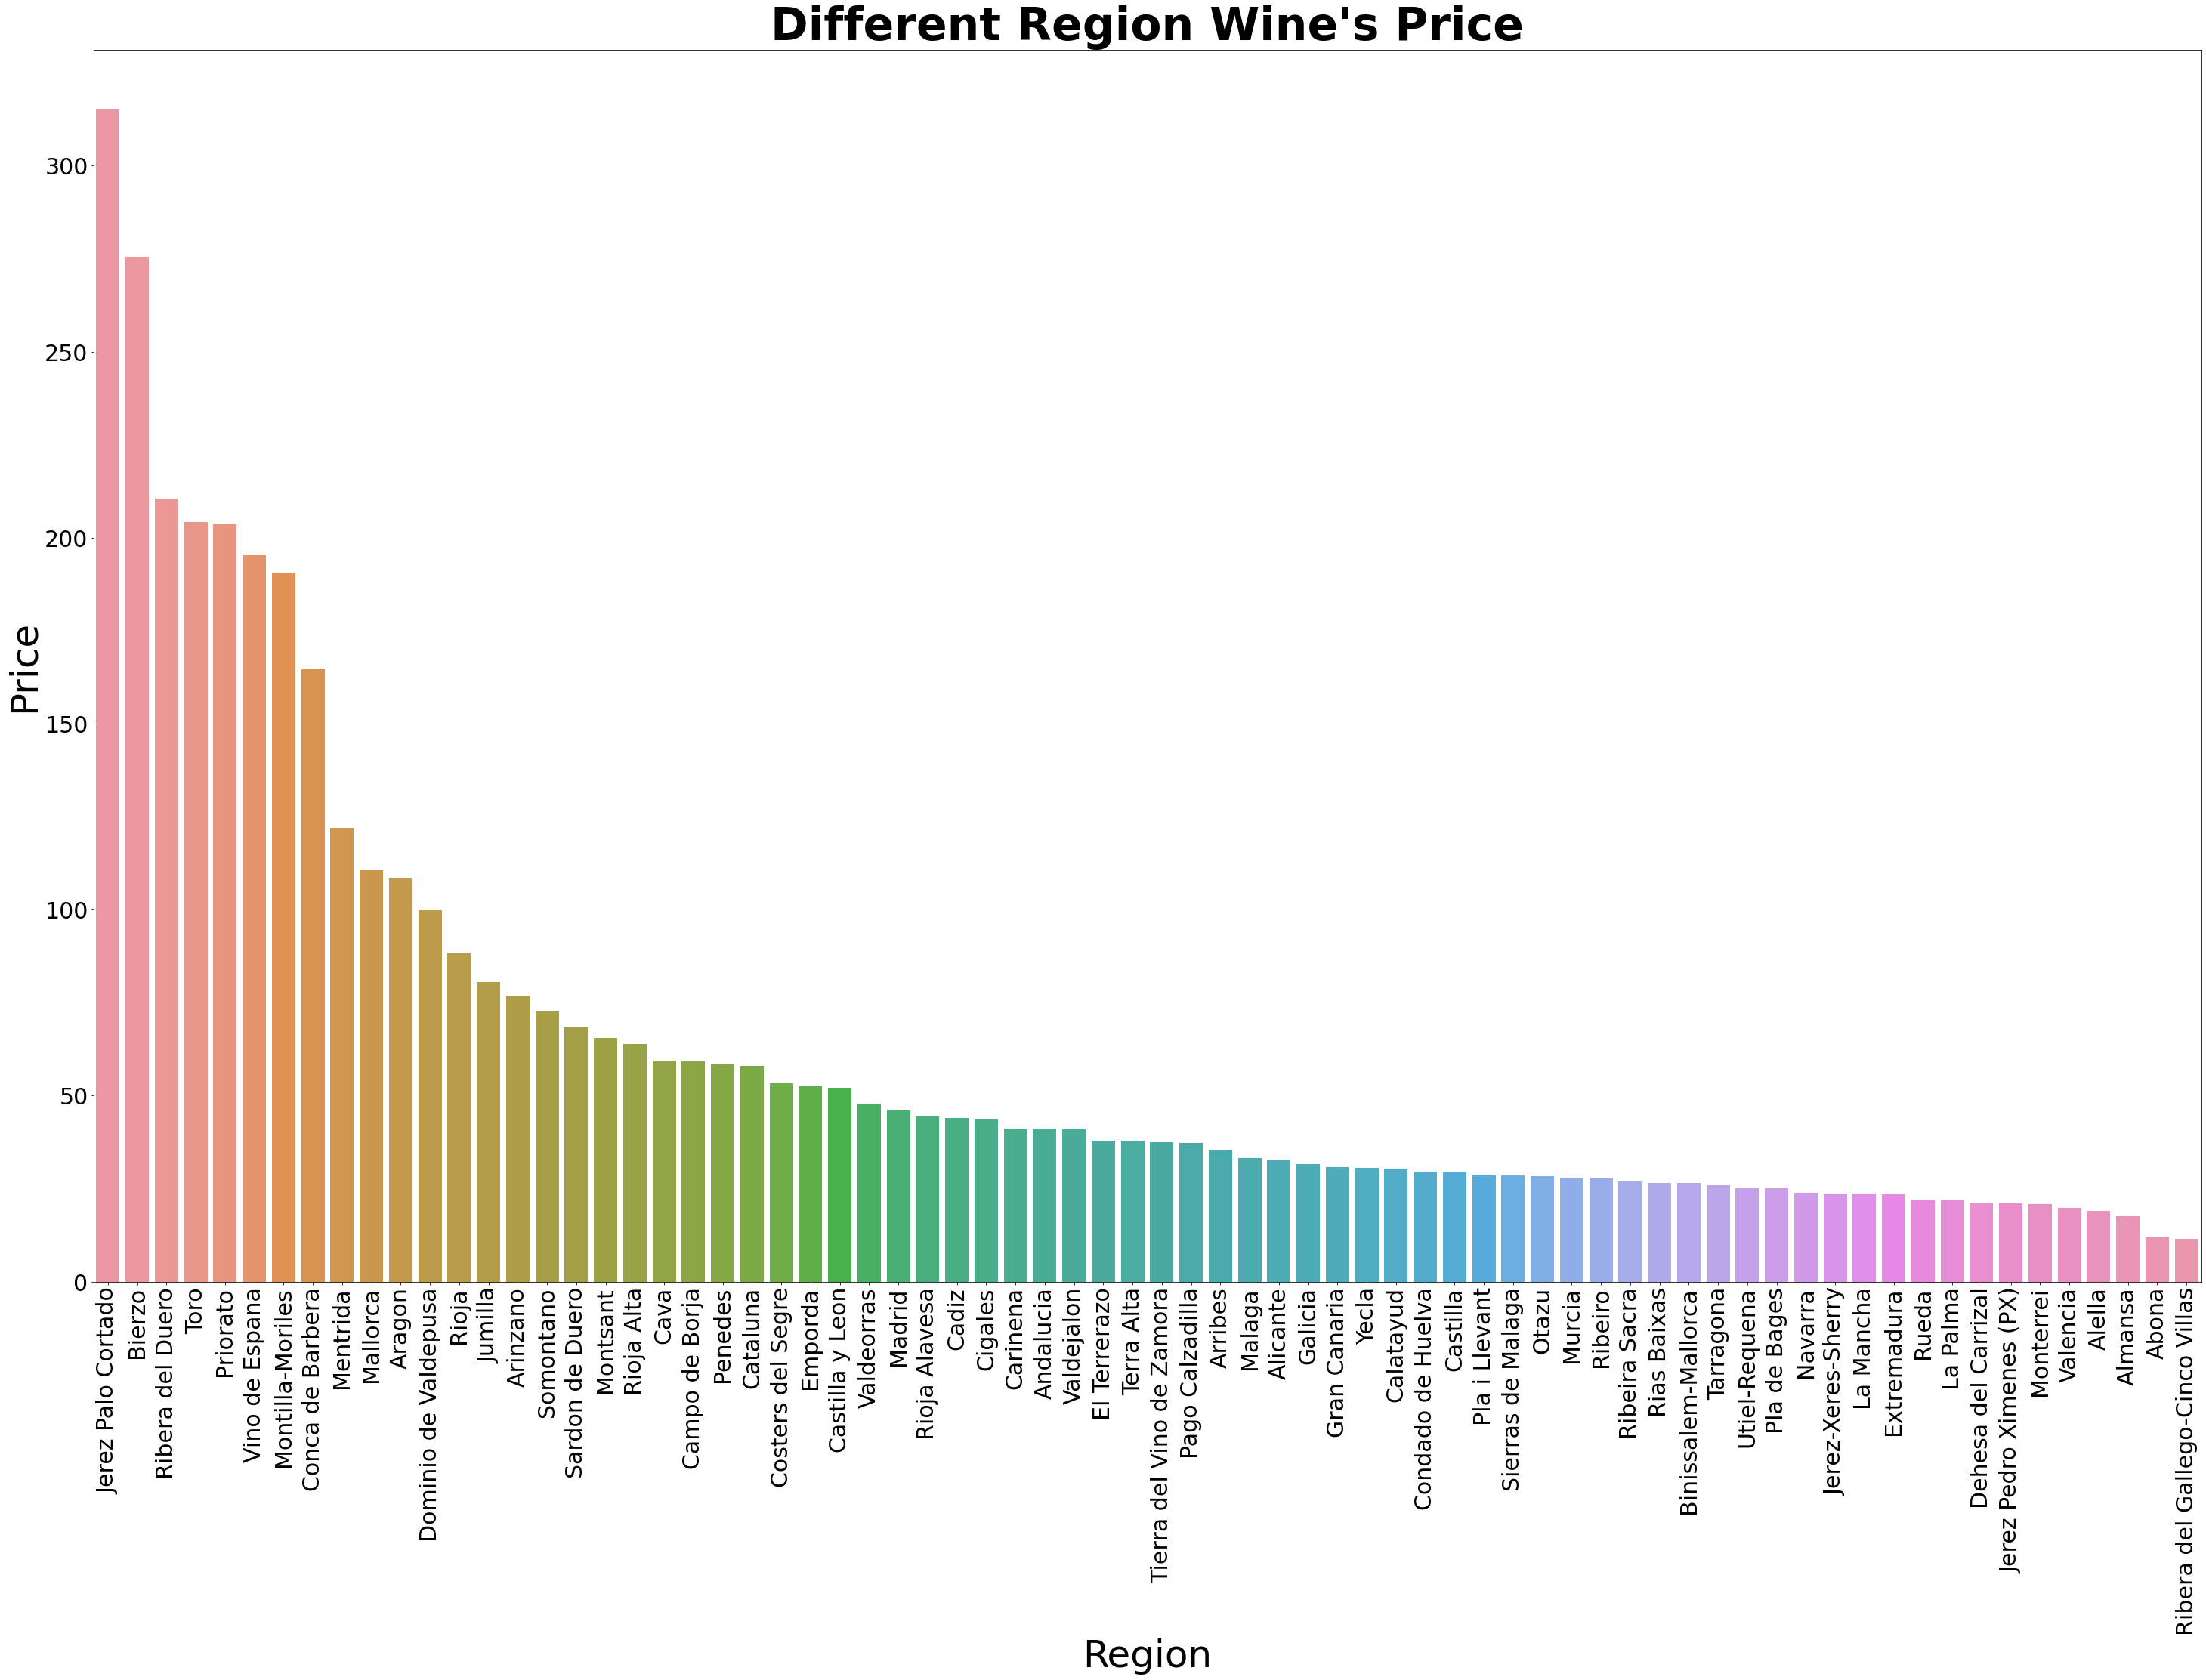 Different Region Wine's Price
Price
300
250
200
150
100
50
0
Jerez Palo Cortado
Bierzo
Ribera del Duero
Toro
Priorato
Vino de Espana
Montilla-Moriles
Conca de Barbera
Mentrida
Mallorca
Aragon
Dominio de Valdepusa
Rioja
Jumilla
Arinzano
Somontano
Sardon de Duero
Montsant
Rioja Alta
Cava
Campo de Borja
Penedes
Cataluna
Costers del Segre
Emporda
Castilla y Leon
Valdeorras
Madrid
Rioja Alavesa
Cadiz
Cigales
Carinena
Andalucia
Valdejalon
El Terrerazo
Terra Alta
Tierra del Vino de Zamora
Pago Calzadilla
Arribes
Malaga
Alicante
Galicia
Gran Canaria
Yecla
Calatayud
Condado de Huelva
Castilla
Pla i Llevant
Sierras de Malaga
Otazu
Murcia
Ribeiro
Ribeira Sacra
Rias Baixas
Binissalem-Mallorca
Tarragona
Utiel-Requena
Pla de Bages
Navarra
Jerez-Xeres-Sherry
La Mancha
Extremadura
Rueda
La Palma
Dehesa del Carrizal
Jerez Pedro Ximenes (PX)
Monterrei
Valencia
Alella
Almansa
Abona
Ribera del Gallego-Cinco Villas
Region